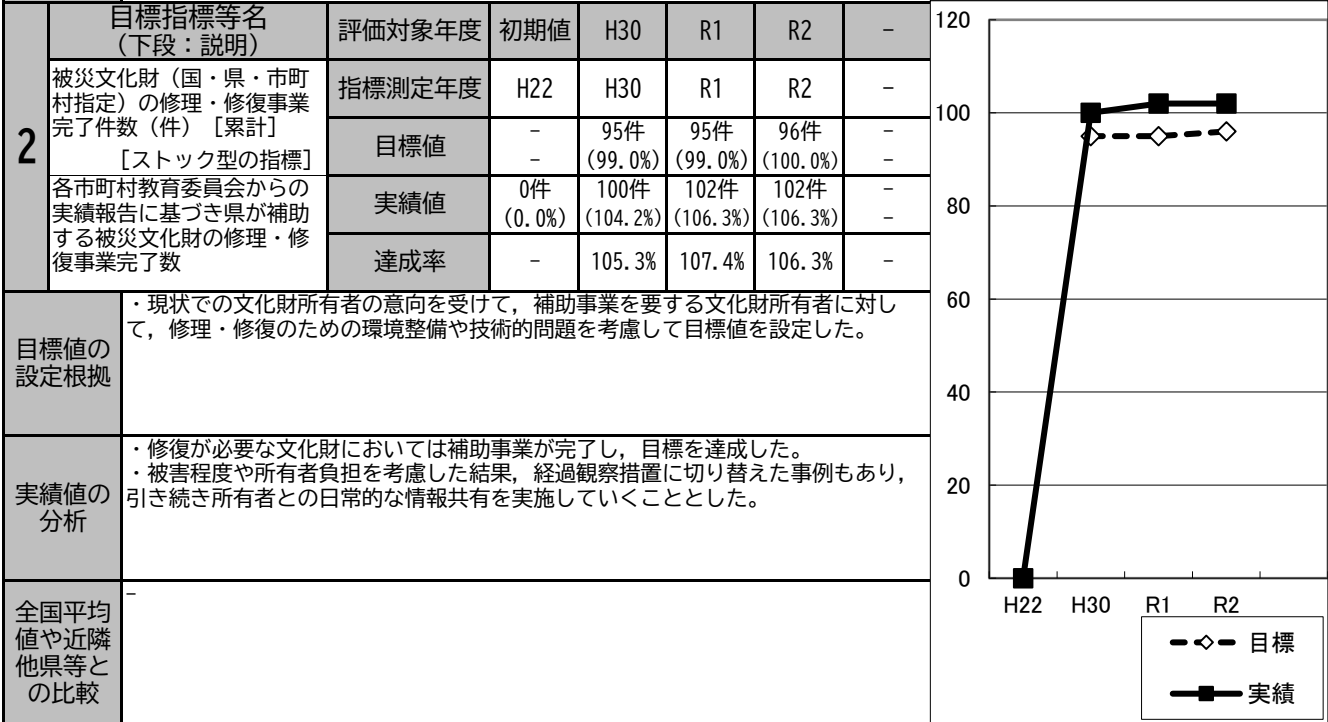 2
目標指標等名
（下段：説明）
評価対象年度 初期値 H30 R1 R2 -
被災文化財（国・県・市町
村指定）の修理・修復事業
完了件数（件）［累計］
［ストック型の指標］
指標測定年度 H22 H30 R1 R2 -
目標値
- 95件 95件 96件 -
- (99.0%) (99.0%) (100.0%) -
各市町村教育委員会からの
実績報告に基づき県が補助
する被災文化財の修理・修
復事業完了数
実績値
0件 100件 102件 102件 -
(0.0%) (104.2%) (106.3%) (106.3%) -
達成率 - 105.3% 107.4% 106.3% -
目標値の
設定根拠
・現状での文化財所有者の意向を受けて，補助事業を要する文化財所有者に対し
て，修理・修復のための環境整備や技術的問題を考慮して目標値を設定した。
実績値の
分析
・修復が必要な文化財においては補助事業が完了し，目標を達成した。
・被害程度や所有者負担を考慮した結果，経過観察措置に切り替えた事例もあり，
引き続き所有者との日常的な情報共有を実施していくこととした。
全国平均
値や近隣
他県等と
の比較
-
120
100
80
60
40
20
0
H22 H30 R1 R2
目標
実績